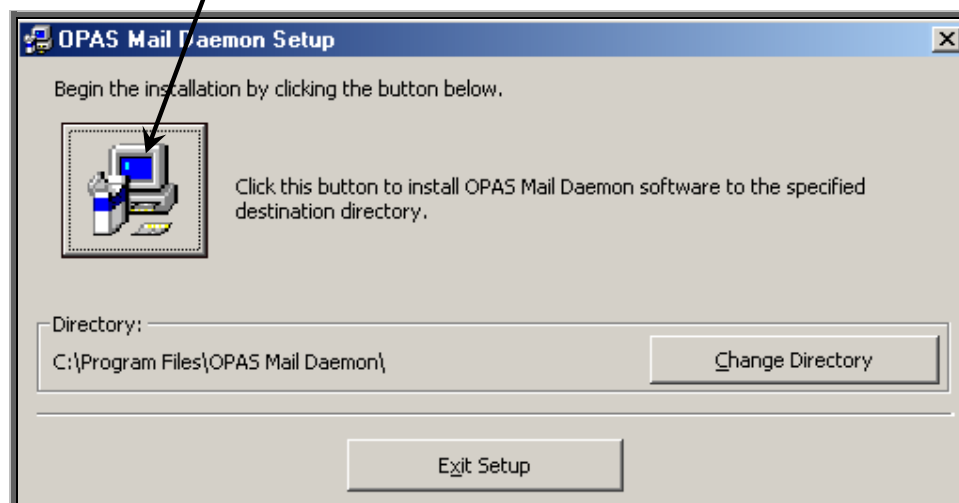 OPAS Mail Daemon Setup
Begin the installation by clicking the button below.
Click this button to install OPAS Mail Daemon software to the specified
destination directory.
Directory:
C:\Program Files\OPAS Mail Daemon\
Change Directory
Exit Setup